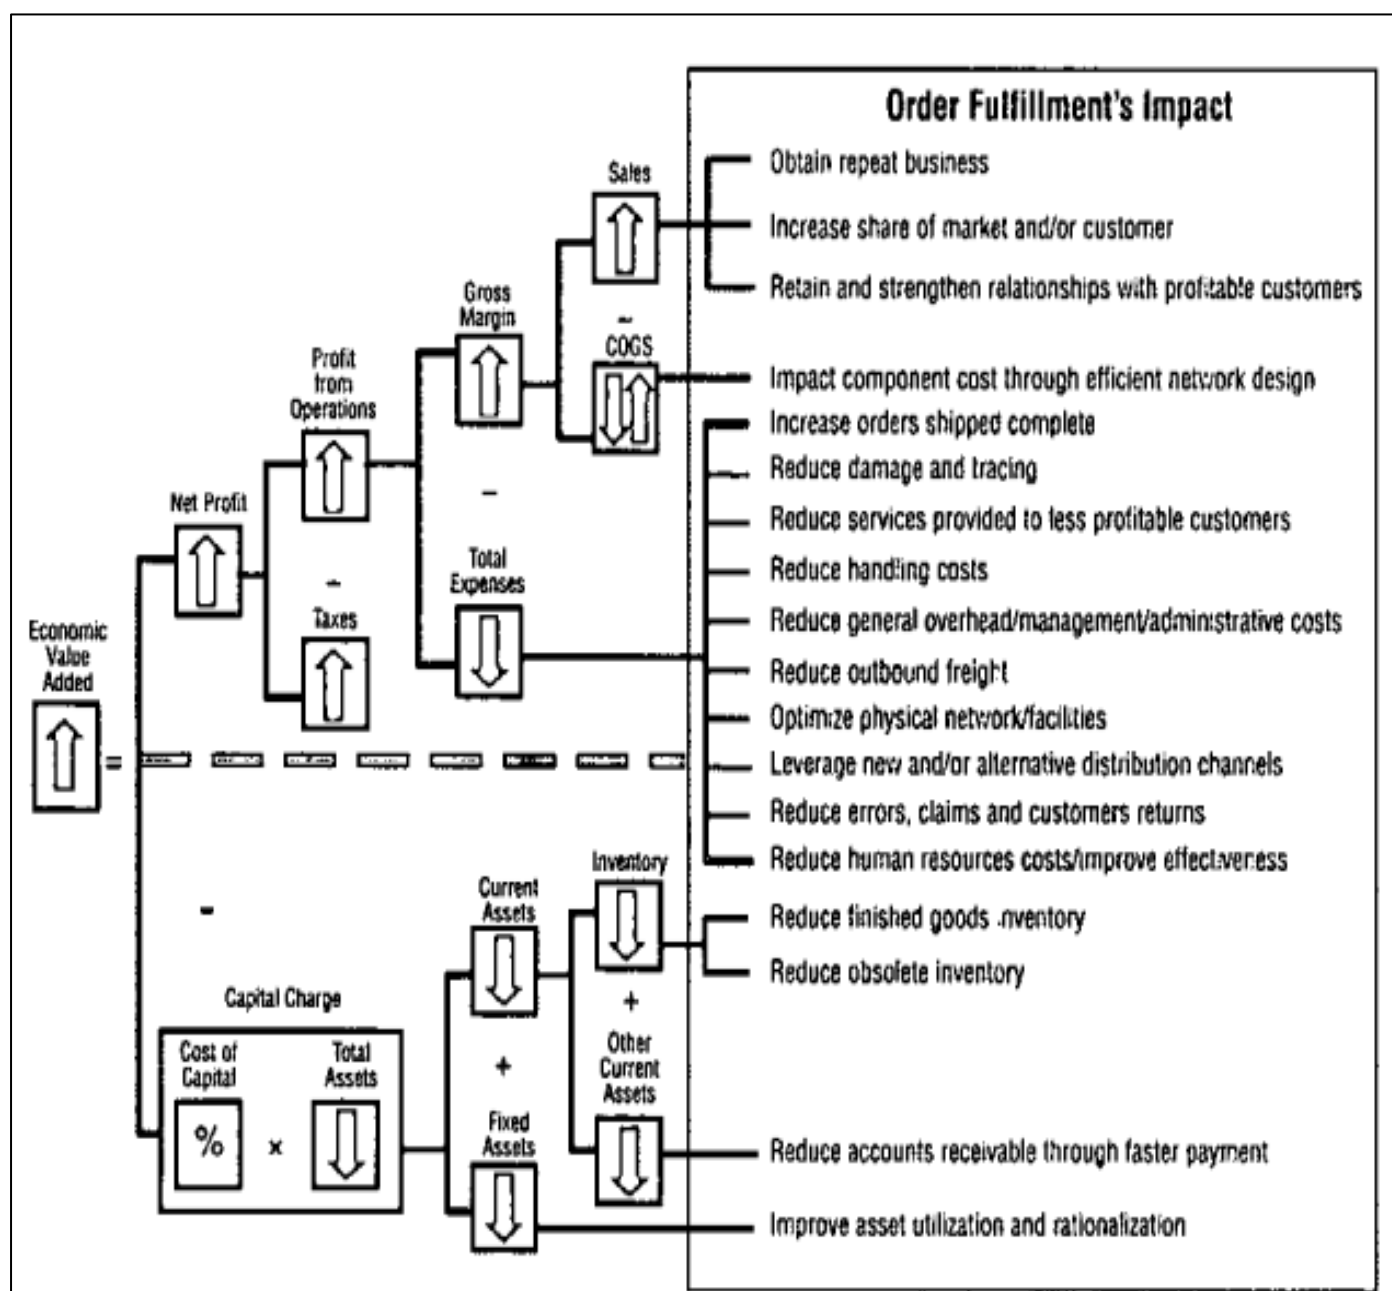 Order Fulfillment's Impact
Sales
Obtain repeat business
Increase share of market and/or customer
Retain and strengthen relationships with profitable customers
Gross
Margin
-
COGS
Impact component cost through efficient network design
Profit
from
Operations
Increase orders shipped complete
Reduce damage and tracing
Net Profit
-
Reduce services provided to less profitable customers
Total
Expenses
Reduce handling costs
-
Taxes
Reduce general overhead/management/administrative costs
Economic
Value
Added
Reduce outbound freight
Optimize physical network/facilities
=
Leverage new and/or alternative distribution channels
Reduce errors, claims and customers returns
Reduce human resources costs/improve effectiveness
-
Current
Assets
Inventory
Reduce finished goods inventory
Reduce obsolete inventory
Capital Charge
+
Cost of
Capital
Total
Assets
+
Other
Current
Assets
% x
Fixed
Assets
Reduce accounts receivable through faster payment
Improve asset utilization and rationalization